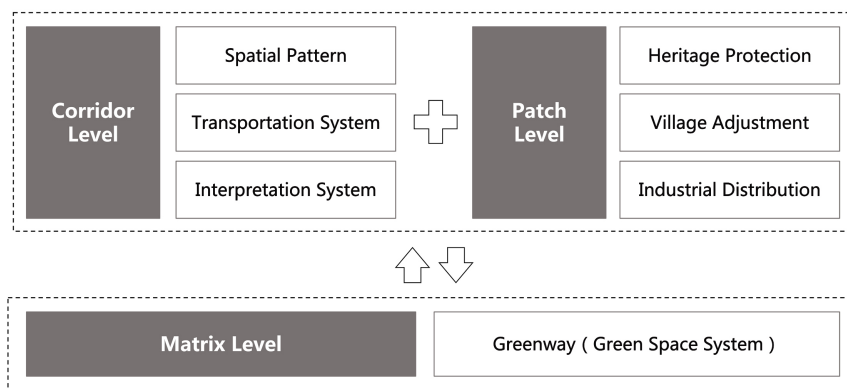 Corridor
Level
Spatial Pattern
Transportation System
Interpretation System
Patch
Level
Heritage Protection
Village Adjustment
Industrial Distribution
Matrix Level
Greenway ( Green Space System )